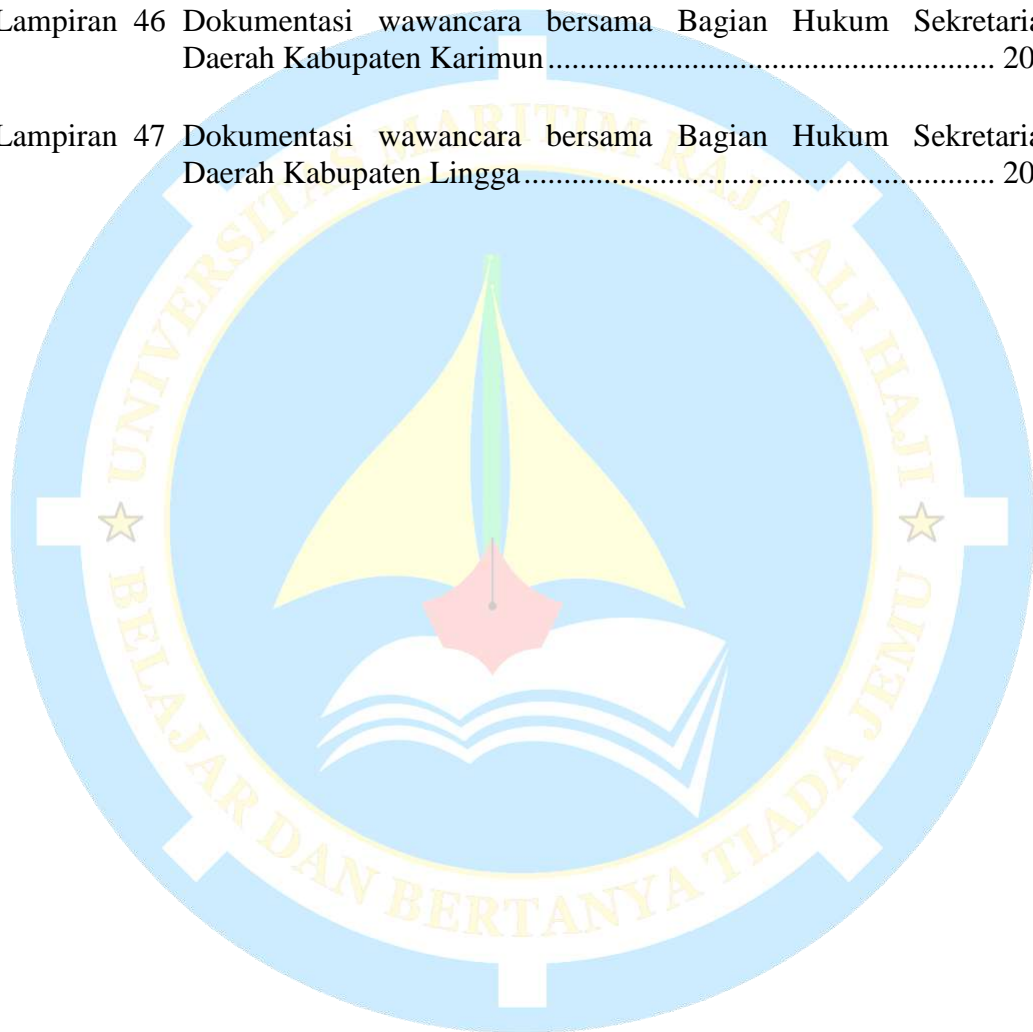 Lampiran 46 Dokumentasi wawancara bersama Bagian Hukum Sekretaria
Daerah Kabupaten Karimun................................................ 20
Lampiran 47 Dokumentasi wawancara bersama Bagian Hukum Sekretaria
Daerah Kabupaten Lingga................................................... 20
UNIVERSITAS MARITIM RAJA ALI HAJI
BELAJAR DAN BERTANYA TIADA JEMU